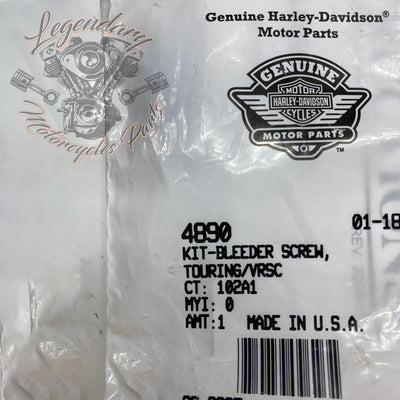 Legendary
Motorcycles Parts
Genuine Harley-Davidson®
Motor Parts
GENUINE
MOTOR
HARLEY-DAVIDSON
CYCLES
MOTOR PARTS
™
4890 01-18
KIT-BLEEDER SCREW,
TOURING/VRSC
CT: 102A1
MYI: 0
AMT:1 MADE IN U.S.A.